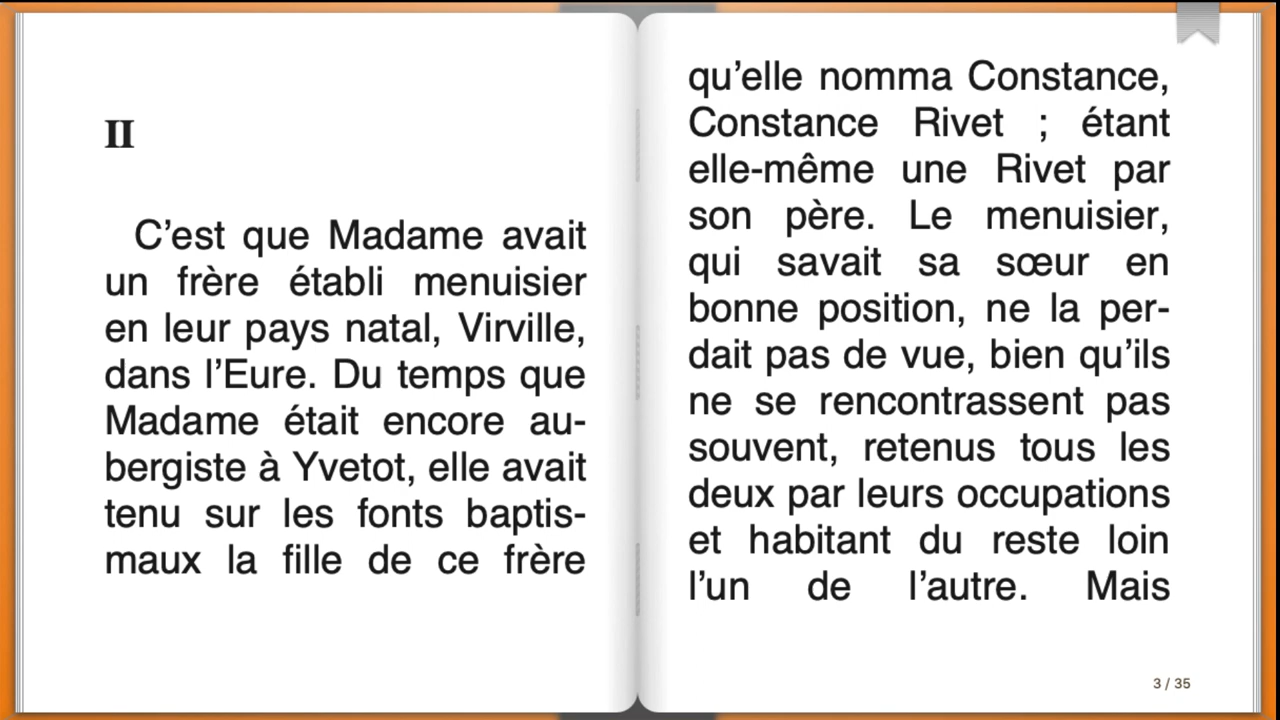 II
C’est que Madame avait
un frère établi menuisier
en leur pays natal, Virville,
dans l’Eure. Du temps que
Madame était encore au-
bergiste à Yvetot, elle avait
tenu sur les fonts baptis-
maux la fille de ce frère
qu’elle nomma Constance,
Constance Rivet ; étant
elle-même une Rivet par
son père. Le menuisier,
qui savait sa sœur en
bonne position, ne la per-
dait pas de vue, bien qu’ils
ne se rencontrassent pas
souvent, retenus tous les
deux par leurs occupations
et habitant du reste loin
l’un de l’autre. Mais
3 / 35